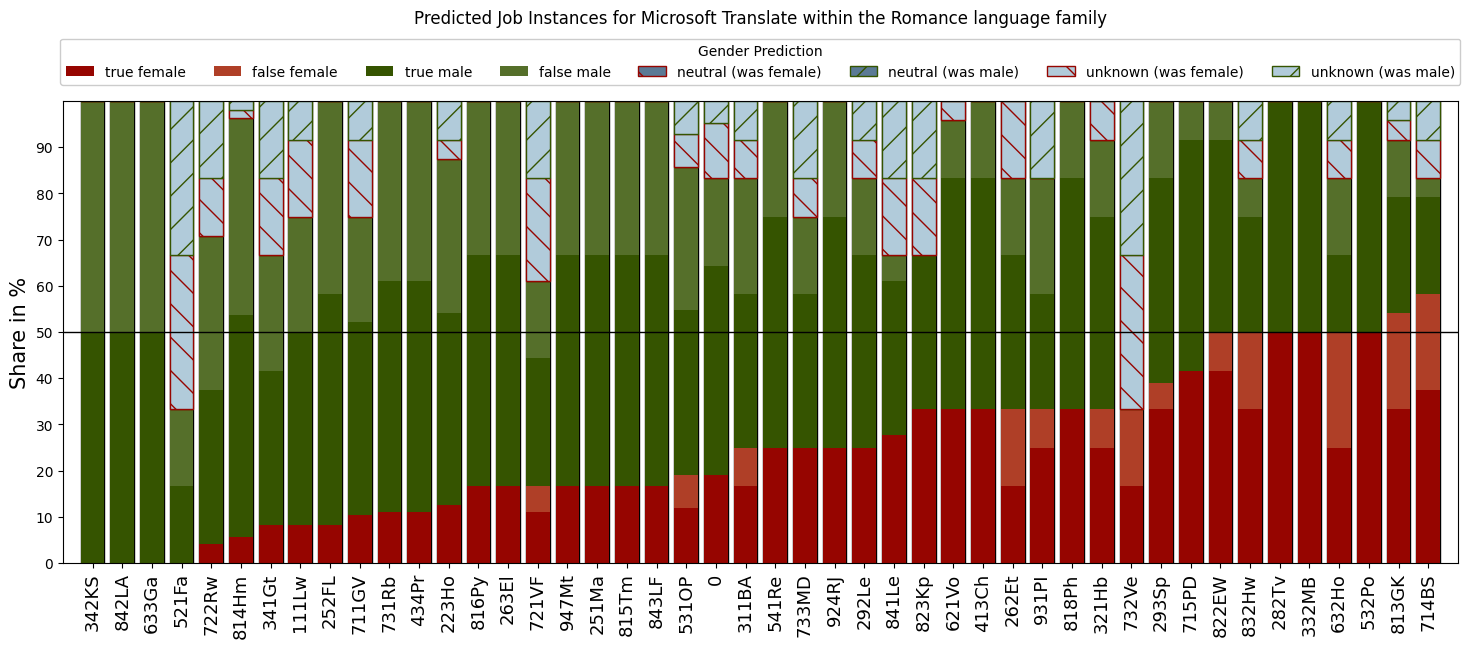 Predicted Job Instances for Microsoft Translate within the Romance language family
Gender Prediction
true female false female true male false male neutral (was female) neutral (was male) unknown (was female) unknown (was male)
Share in %
90
80
70
60
50
40
30
20
10
0
342KS 842LA 633Ga 521Fa 722Rw 814Hm 341Gt 111Lw 252FL 711GV 731Rb 434Pr 223Ho 816Py 263El 721VF 947Mt 251Ma 815Tm 843LF 531OP 0 311BA 541Re 733MD 924RJ 292Le 841Le 823Kp 621Vo 413Ch 262Et 931Pl 818Ph 321Hb 732Ve 293Sp 715PD 822EW 832Hw 282Tv 332MB 632Ho 532Po 813GK 714BS